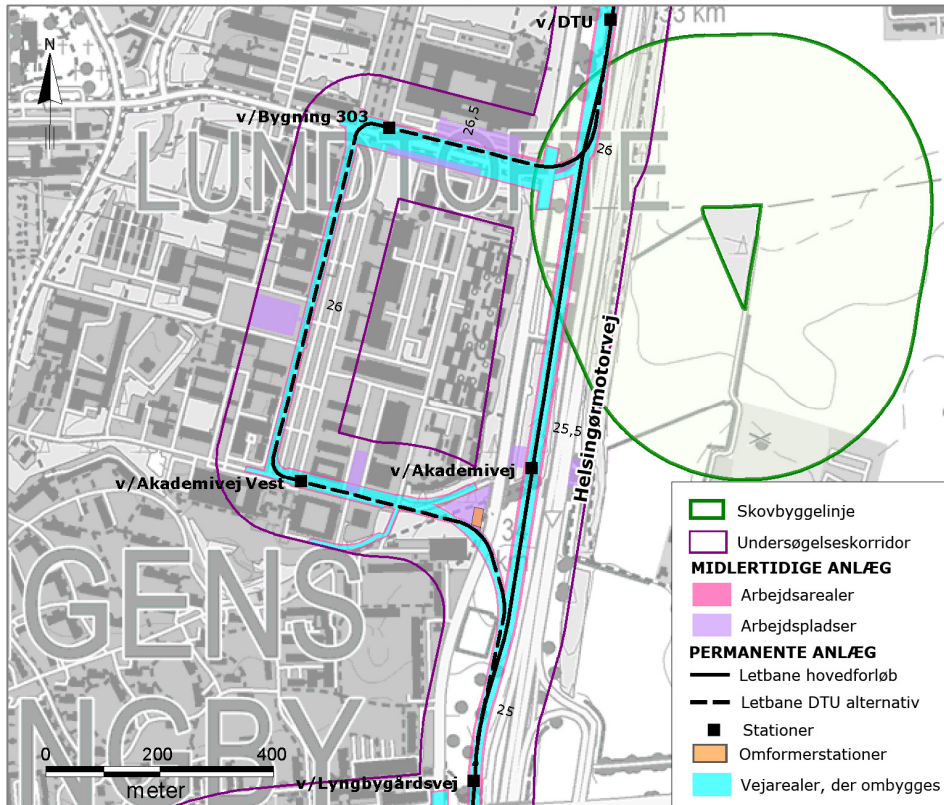 v/DTU
3 km
N
v/Bygning 303
26,5
26
LUNDTOFTE
26
Helsingørmotorvej
25,5
v/Akademivej
v/Akademivej Vest
GENS
NGBY
25
v/Lyngbygårdsvej
0 200 400
meter
Skovbyggelinje
Undersøgelseskorridor
MIDLERTIDIGE ANLÆG
Arbejdsarealer
Arbejdspladser
PERMANENTE ANLÆG
Letbane hovedforløb
Letbane DTU alternativ
Stationer
Omformerstationer
Vejarealer, der ombygges